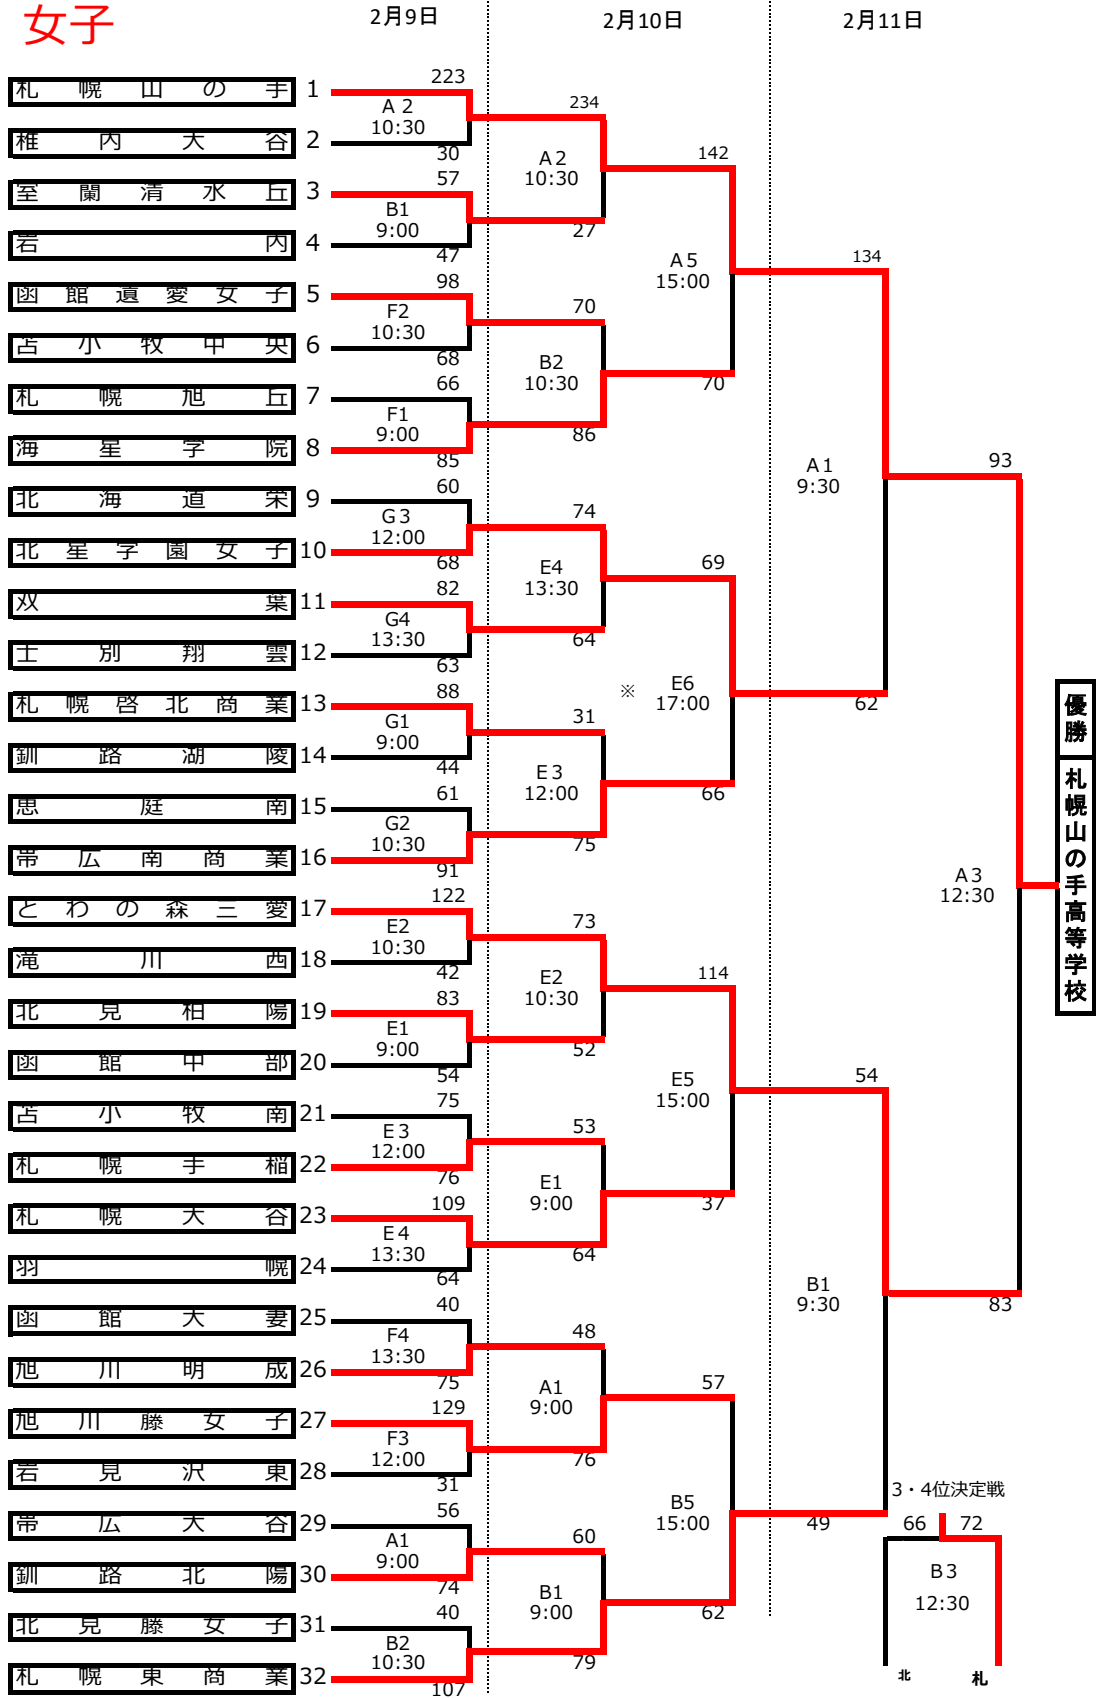 女子
2月9日
2月10日
2月11日
札幌山の手 1
椎内大谷 2
室蘭清水丘 3
岩内 4
函館遺愛女子 5
苫小牧中央 6
札幌旭丘 7
海星学院 8
北海道栄 9
北星学園女子 10
双葉 11
士別翔雲 12
札幌啓北商業 13
釧路湖陵 14
恵庭南 15
帯広南商業 16
とわの森三愛 17
滝川西 18
北見柏陽 19
函館中部 20
苫小牧南 21
札幌手稲 22
札幌大谷 23
羽幌 24
函館大妻 25
旭川明成 26
旭川藤女子 27
岩見沢東 28
帯広大谷 29
釧路北陽 30
北見藤女子 31
札幌東商業 32
223
A 2
10:30
30
57
B1
9:00
47
98
F2
10:30
68
66
F1
9:00
85
60
G 3
12:00
68
82
G4
13:30
63
88
G1
9:00
44
61
G2
10:30
91
122
E2
10:30
42
83
E1
9:00
54
75
E 3
12:00
76
109
E 4
13:30
64
40
F4
13:30
75
129
F3
12:00
31
56
A1
9:00
74
40
B2
10:30
107
234
A 2
10:30
27
70
B2
10:30
86
74
E4
13:30
64
31
E 3
12:00
75
73
E2
10:30
52
53
E1
9:00
64
48
A1
9:00
76
60
B1
9:00
79
142
A 5
15:00
70
69
※
E6
17:00
66
114
E5
15:00
37
57
B5
15:00
62
134
A 1
9:30
62
54
B1
9:30
49
93
A 3
12:30
83
優勝
札幌山の手高等学校
3・4位決定戦
66 72
B 3
12:30
北 札